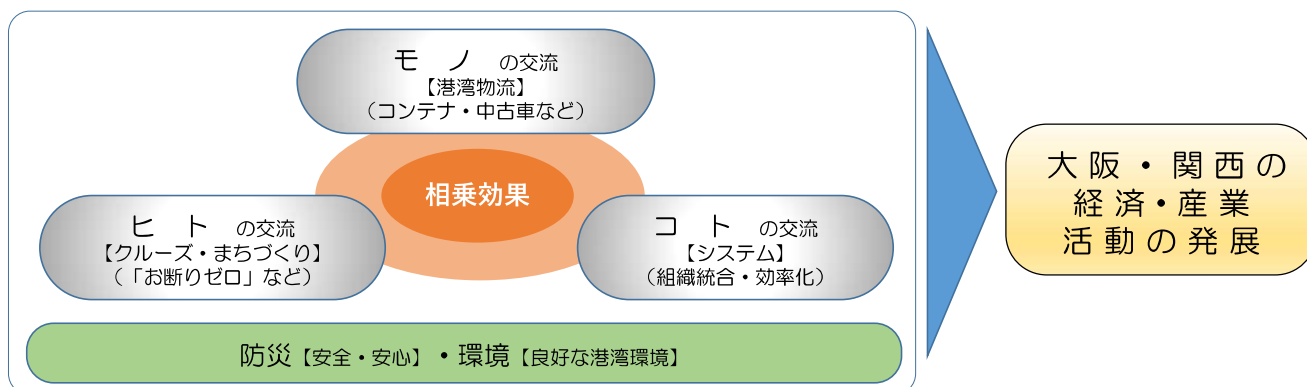 モ ノ の交流
【港湾物流】
(コンテナ・中古車など)
相乗効果
ヒ ト の交流
【クルーズ・まちづくり】
(「お断りゼロ」など)
コ ト の交流
【システム】
(組織統合・効率化)
防災【安全・安心】・環境【良好な港湾環境】
大阪・関西の
経済・産業
活動の発展